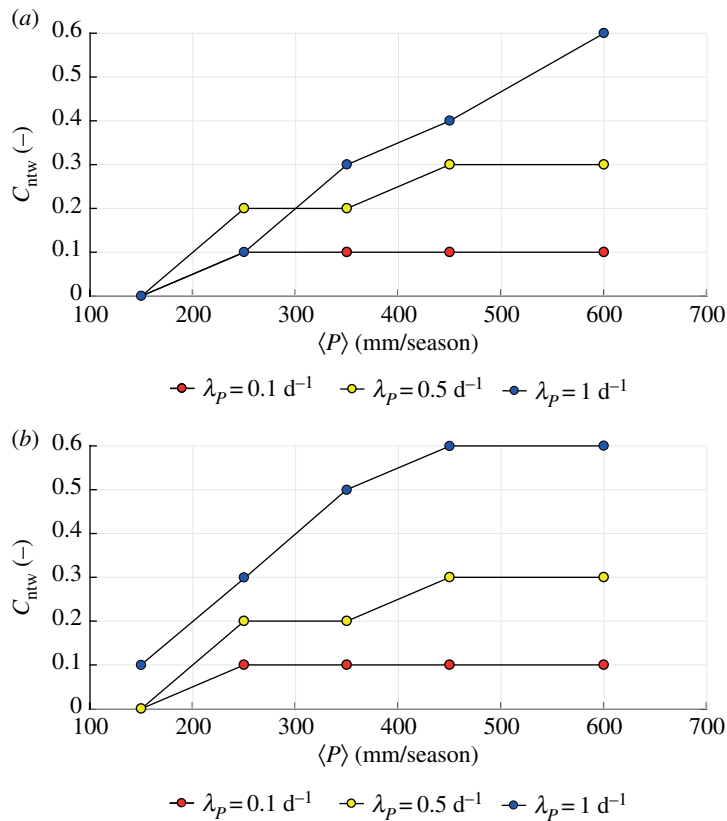 (a)
0.6
0.5
0.4
0.3
0.2
0.1
0
C_ntw (–)
100 200 300 400 500 600 700
⟨P⟩ (mm/season)
λ_P = 0.1 d⁻¹ λ_P = 0.5 d⁻¹ λ_P = 1 d⁻¹
(b)
0.6
0.5
0.4
0.3
0.2
0.1
0
C_ntw (–)
100 200 300 400 500 600 700
⟨P⟩ (mm/season)
λ_P = 0.1 d⁻¹ λ_P = 0.5 d⁻¹ λ_P = 1 d⁻¹